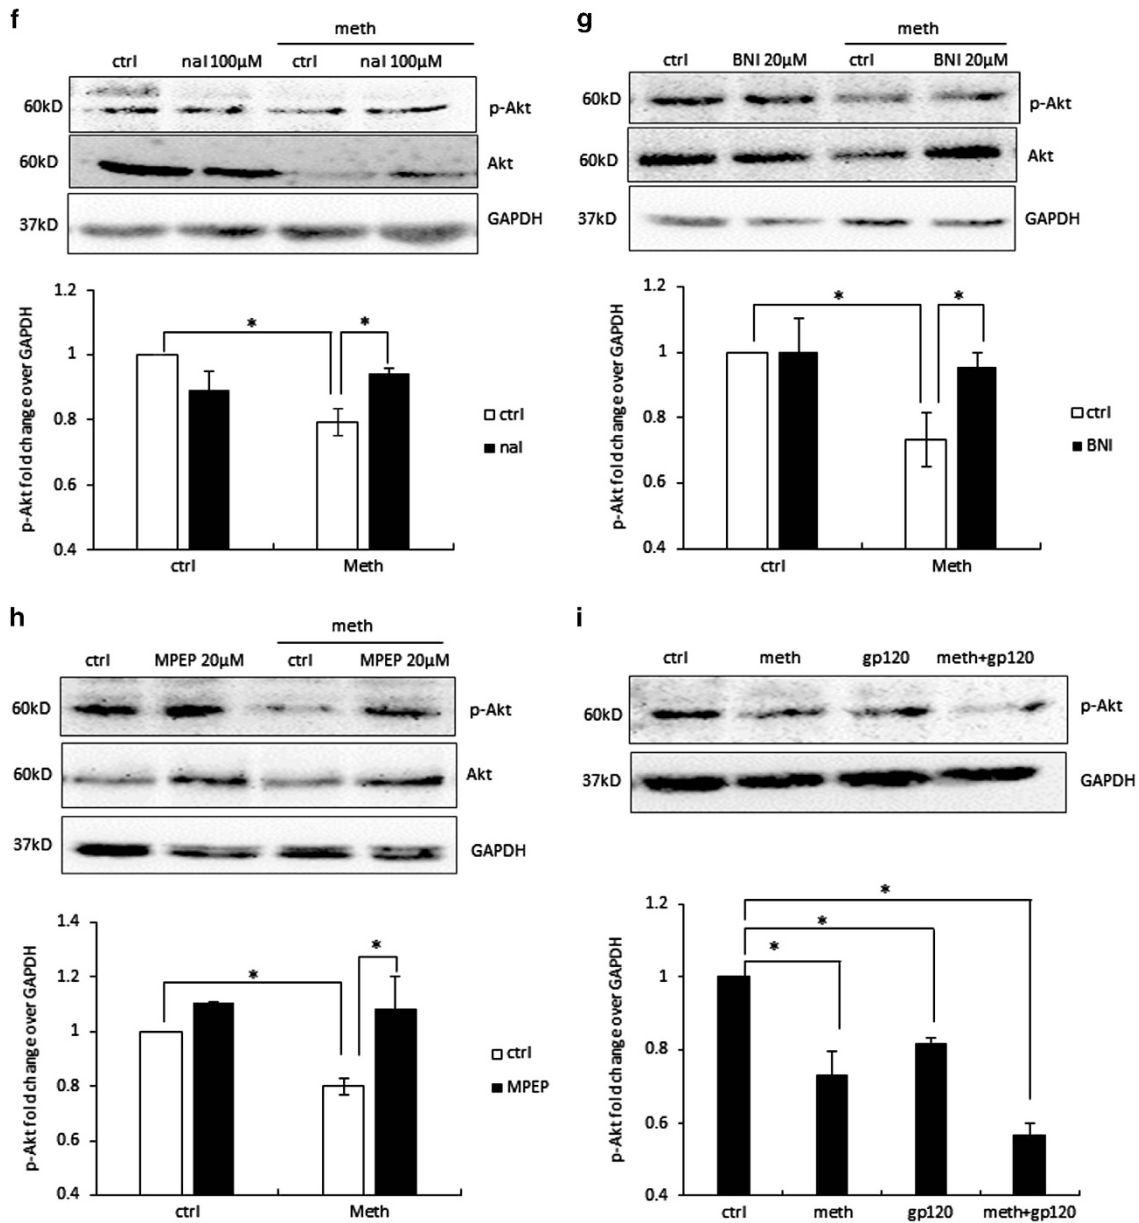 f
meth
ctrl nal 100µM ctrl nal 100µM
60kD p-Akt
60kD Akt
37kD GAPDH
p-Akt fold change over GAPDH
1.2
1
0.8
0.6
0.4
* *
ctrl Meth
ctrl
nal
g
meth
ctrl BNI 20µM ctrl BNI 20µM
60kD p-Akt
60kD Akt
37kD GAPDH
p-Akt fold change over GAPDH
1.2
1
0.8
0.6
0.4
* *
ctrl Meth
ctrl
BNI
h
meth
ctrl MPEP 20µM ctrl MPEP 20µM
60kD p-Akt
60kD Akt
37kD GAPDH
p-Akt fold change over GAPDH
1.4
1.2
1
0.8
0.6
0.4
* *
ctrl Meth
ctrl
MPEP
i
ctrl meth gp120 meth+gp120
60kD p-Akt
37kD GAPDH
p-Akt fold change over GAPDH
1.2
1
0.8
0.6
0.4
*
*
*
ctrl meth gp120 meth+gp120